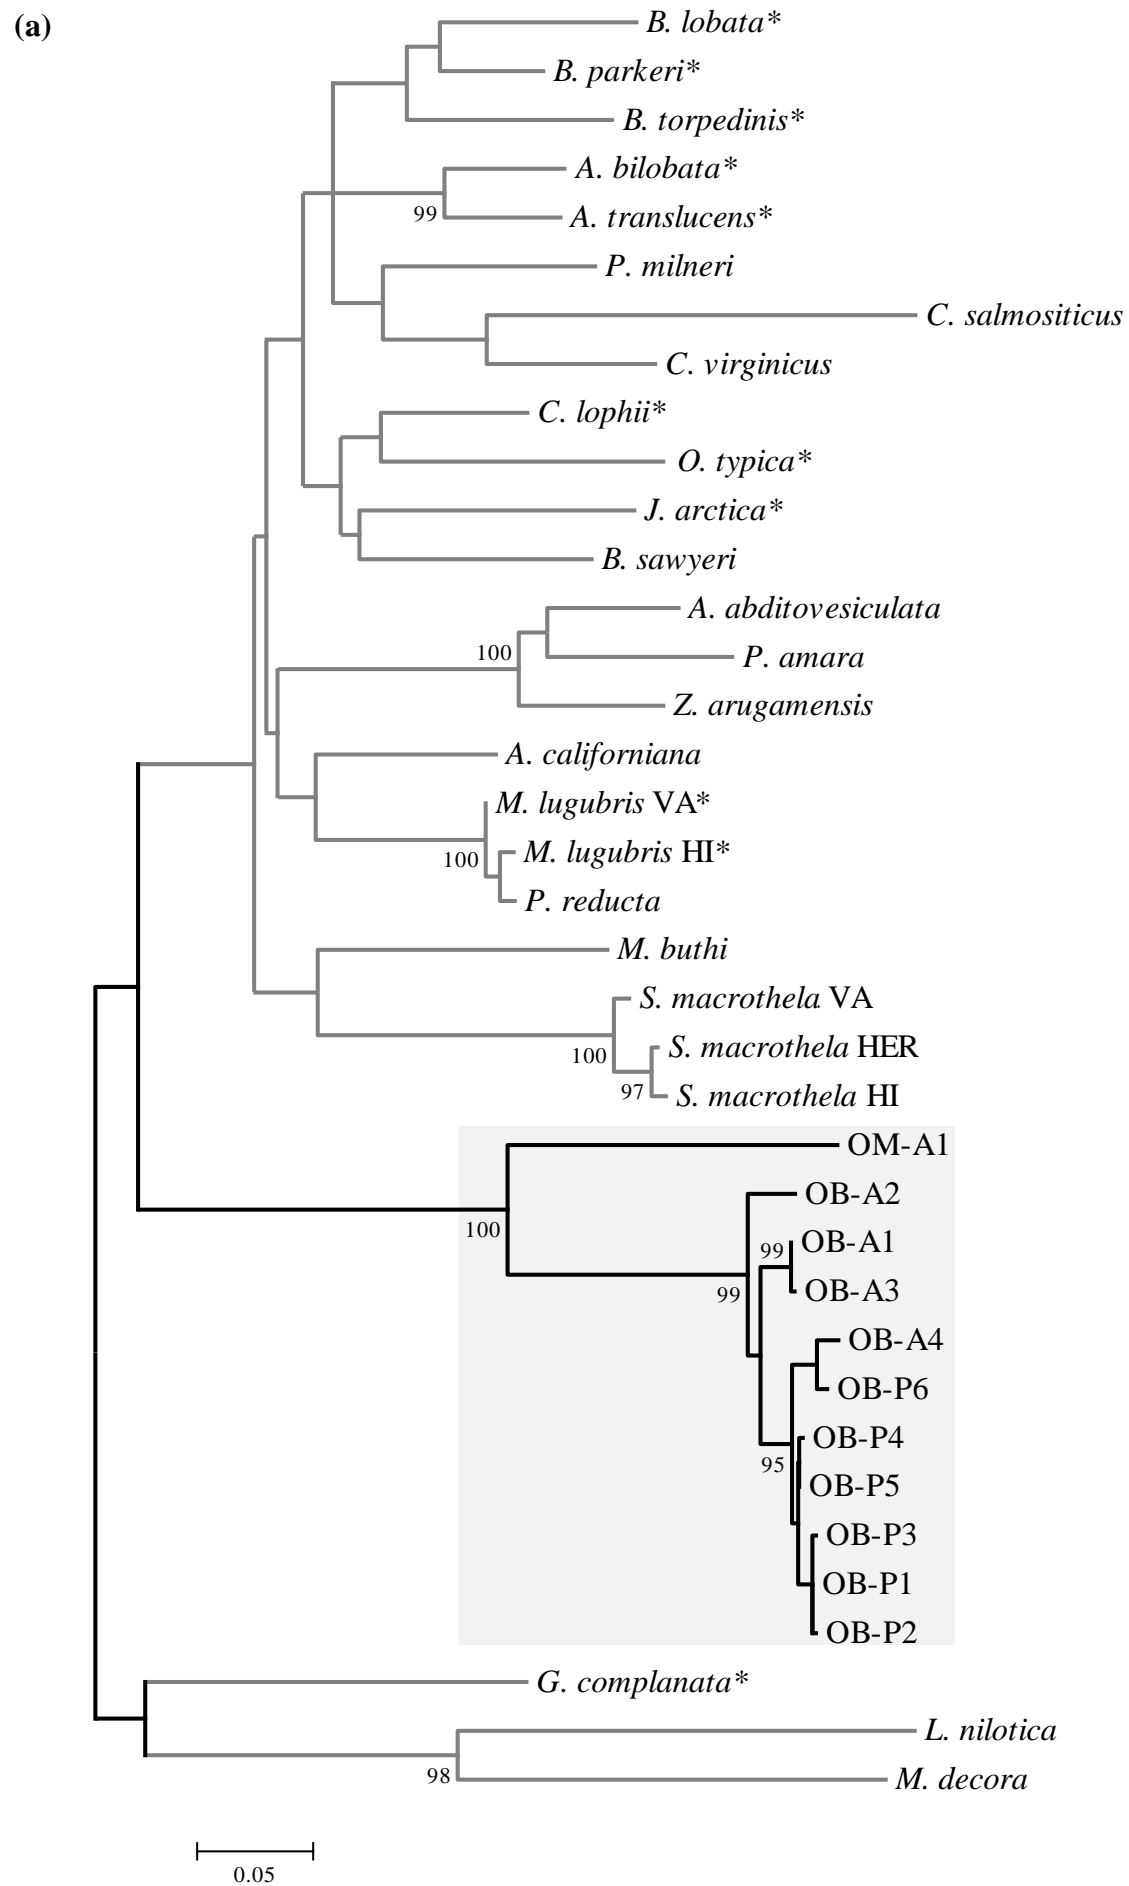 (a)
B. lobata*
B. parkeri*
B. torpedinis*
A. bilobata*
99
A. translucens*
P. milneri
C. salmositicus
C. virginicus
C. lophii*
O. typica*
J. arctica*
B. sawyeri
A. abditovesiculata
100
P. amara
Z. arugamensis
A. californiana
M. lugubris VA*
100
M. lugubris HI*
P. reducta
M. buthi
S. macrothela VA
100
S. macrothela HER
97
S. macrothela HI
OM-A1
OB-A2
100
99
OB-A1
99
OB-A3
OB-A4
OB-P6
OB-P4
95
OB-P5
OB-P3
OB-P1
OB-P2
G. complanata*
L. nilotica
98
M. decora
0.05